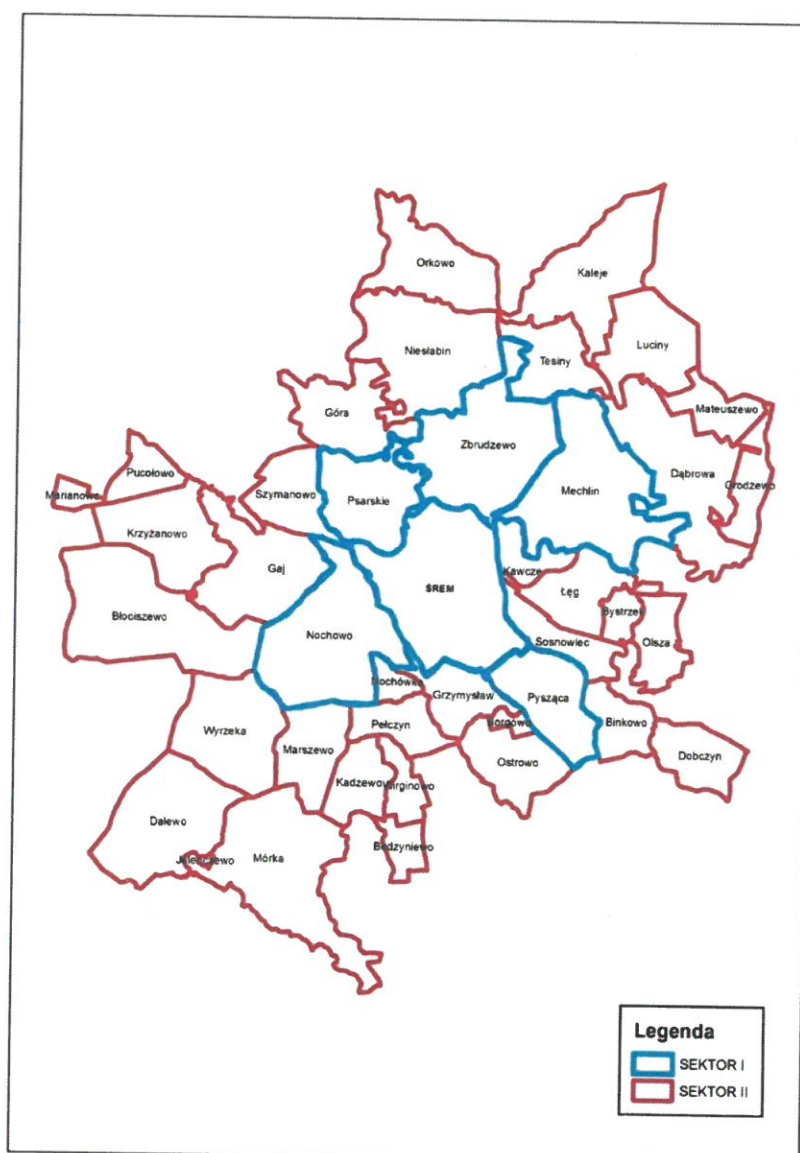 Orkowo
Kaleje
Niesłabin
Tesiny
Luciny
Góra
Mateuszewo
Zbrudzewo
Pucołowo
Marianowo
Szymanowo
Psarskie
Mechlin
Dąbrowa
Grodzewo
Krzyżanowo
Gaj
ŚREM
Kawcze
Łęg
Błociszewo
Bystrzek
Nochowo
Sosnowiec
Olsza
Nochówko
Grzymysław
Pysząca
Wyrzeka
Pełczyn
Binkowo
Marszewo
Dobczyn
Ostrowo
Kadzewo
Dalewo
Mórka
Legenda
SEKTOR I
SEKTOR II